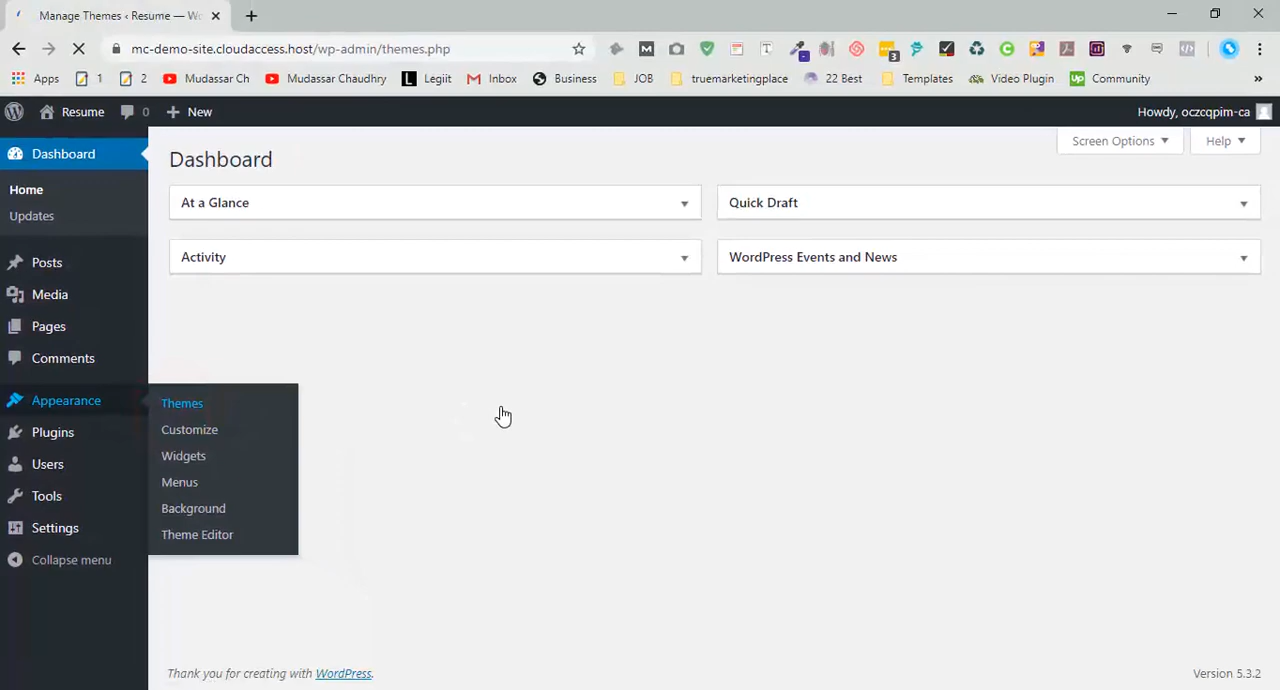 Manage Themes ‹ Resume — Wo
mc-demo-site.cloudaccess.host/wp-admin/themes.php
Apps 1 2 Mudassar Ch Mudassar Chaudhry Legit Inbox Business JOB truemarketingplace 22 Best Templates Video Plugin Community »
Resume 0 New Howdy, oczcqpim-ca
Dashboard
Home
Updates
Posts
Media
Pages
Comments
Appearance
Plugins
Users
Tools
Settings
Collapse menu
Themes
Customize
Widgets
Menus
Background
Theme Editor
Dashboard
Screen Options Help
At a Glance
Quick Draft
Activity
WordPress Events and News
Thank you for creating with WordPress.
Version 5.3.2